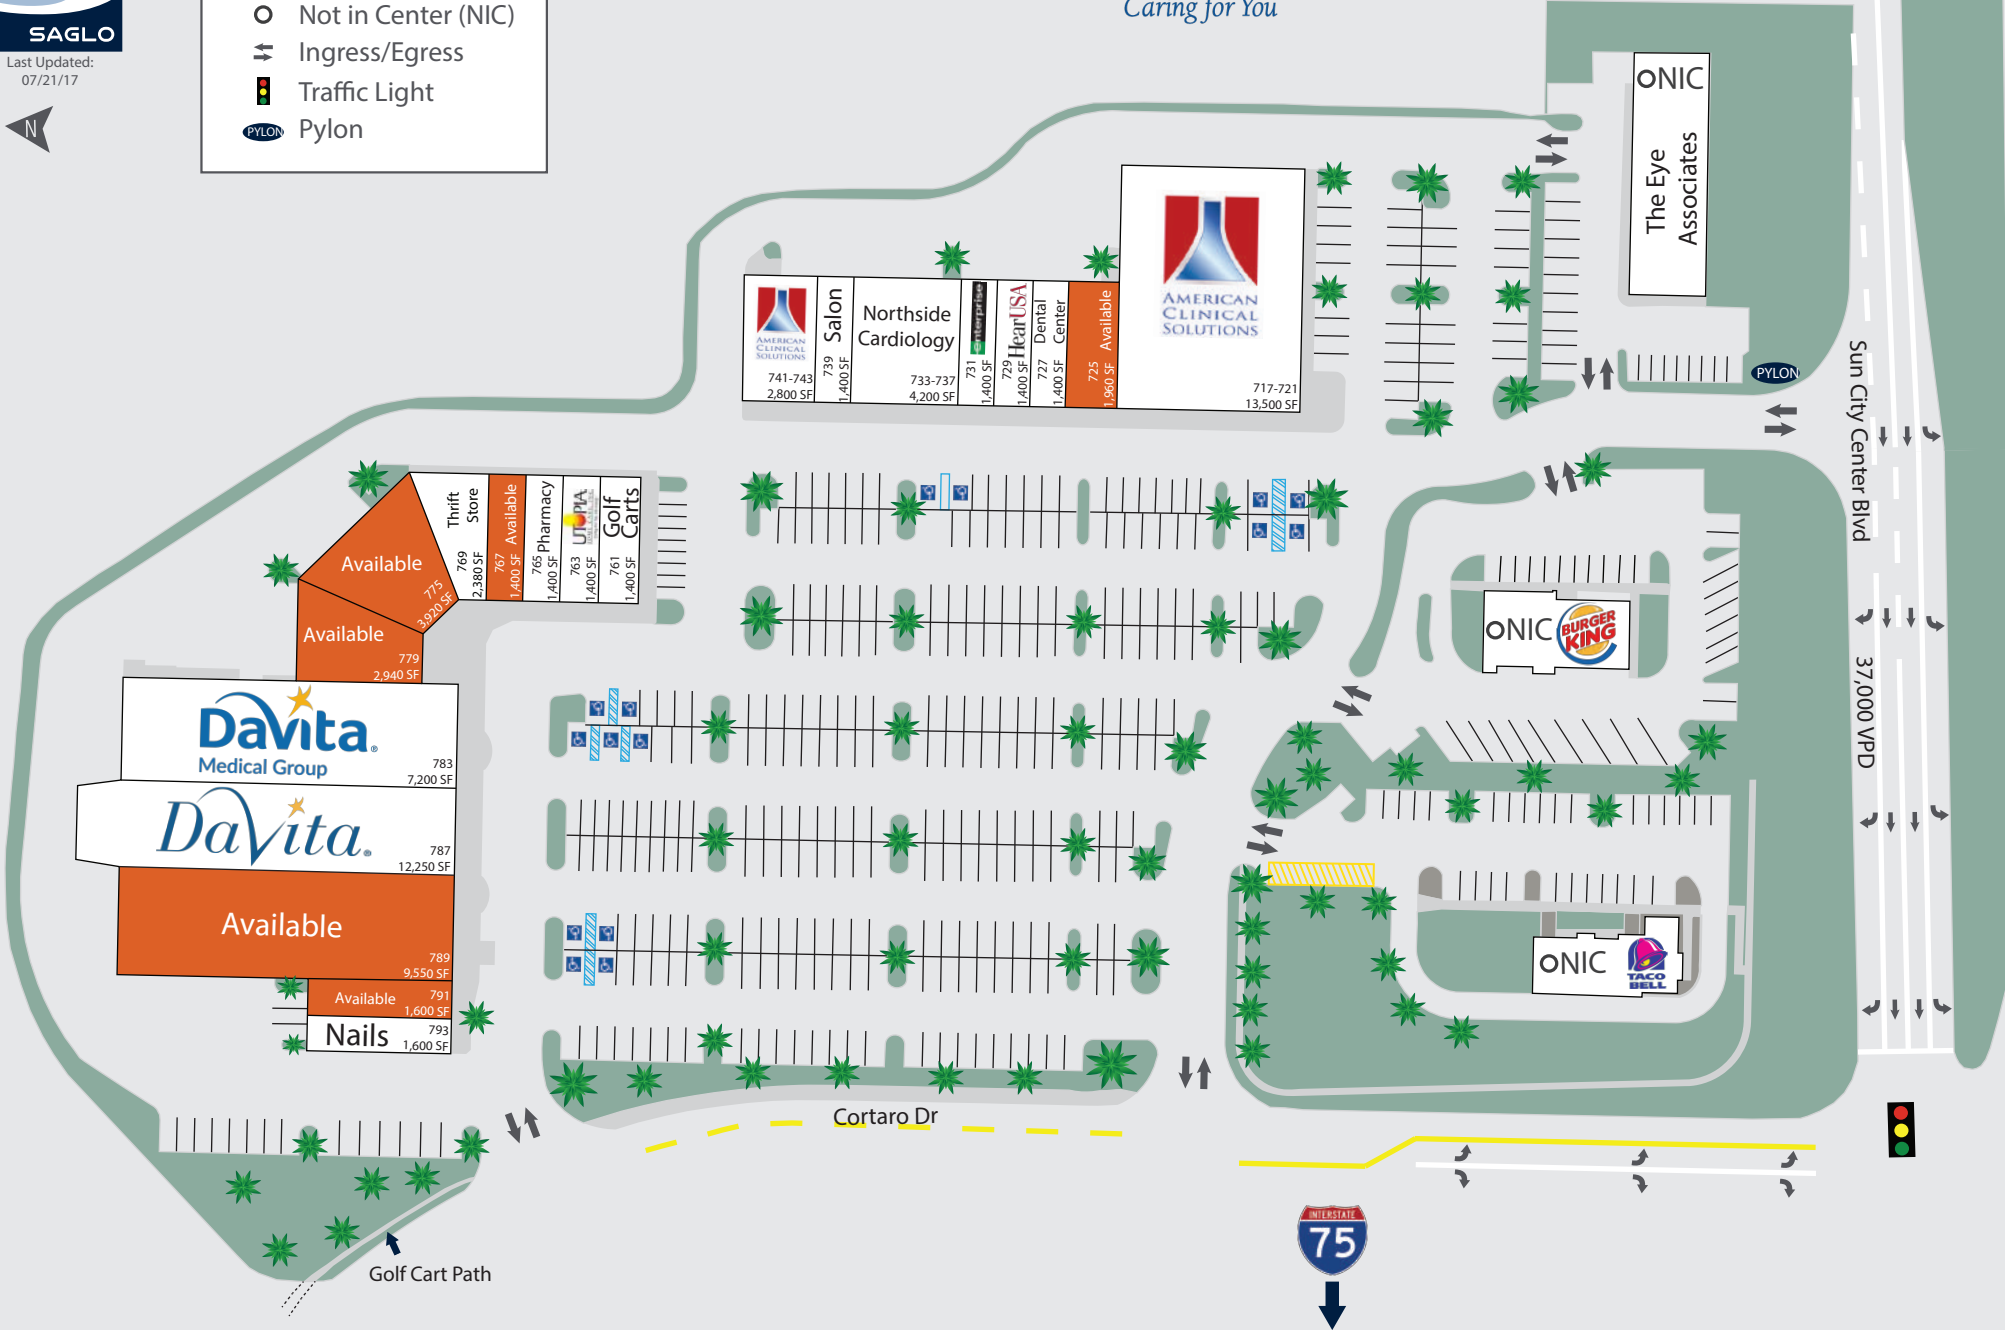 SAGLO
Last Updated:
07/21/17
N
Not in Center (NIC)
Ingress/Egress
Traffic Light
PYLON Pylon
Caring for You
NIC
The Eye
Associates
AMERICAN
CLINICAL
SOLUTIONS
741-743
2,800 SF
Salon
739
1,400 SF
Northside
Cardiology
733-737
4,200 SF
enterprise
731
1,400 SF
HearUSA
729
1,400 SF
Dental
Center
727
1,400 SF
Available
725
1,960 SF
AMERICAN
CLINICAL
SOLUTIONS
717-721
13,500 SF
PYLON
Sun City Center Blvd
37,000 VPD
Available
775
3,920 SF
Thrift
Store
769
2,380 SF
Available
767
1,400 SF
Pharmacy
765
1,400 SF
UTOPIA
763
1,400 SF
Golf
Carts
761
1,400 SF
Available
779
2,940 SF
DaVita.
Medical Group
783
7,200 SF
DaVita.
787
12,250 SF
Available
789
9,550 SF
Available
791
1,600 SF
Nails
793
1,600 SF
NIC
BURGER
KING
NIC
TACO
BELL
Cortaro Dr
Golf Cart Path
INTERSTATE
75